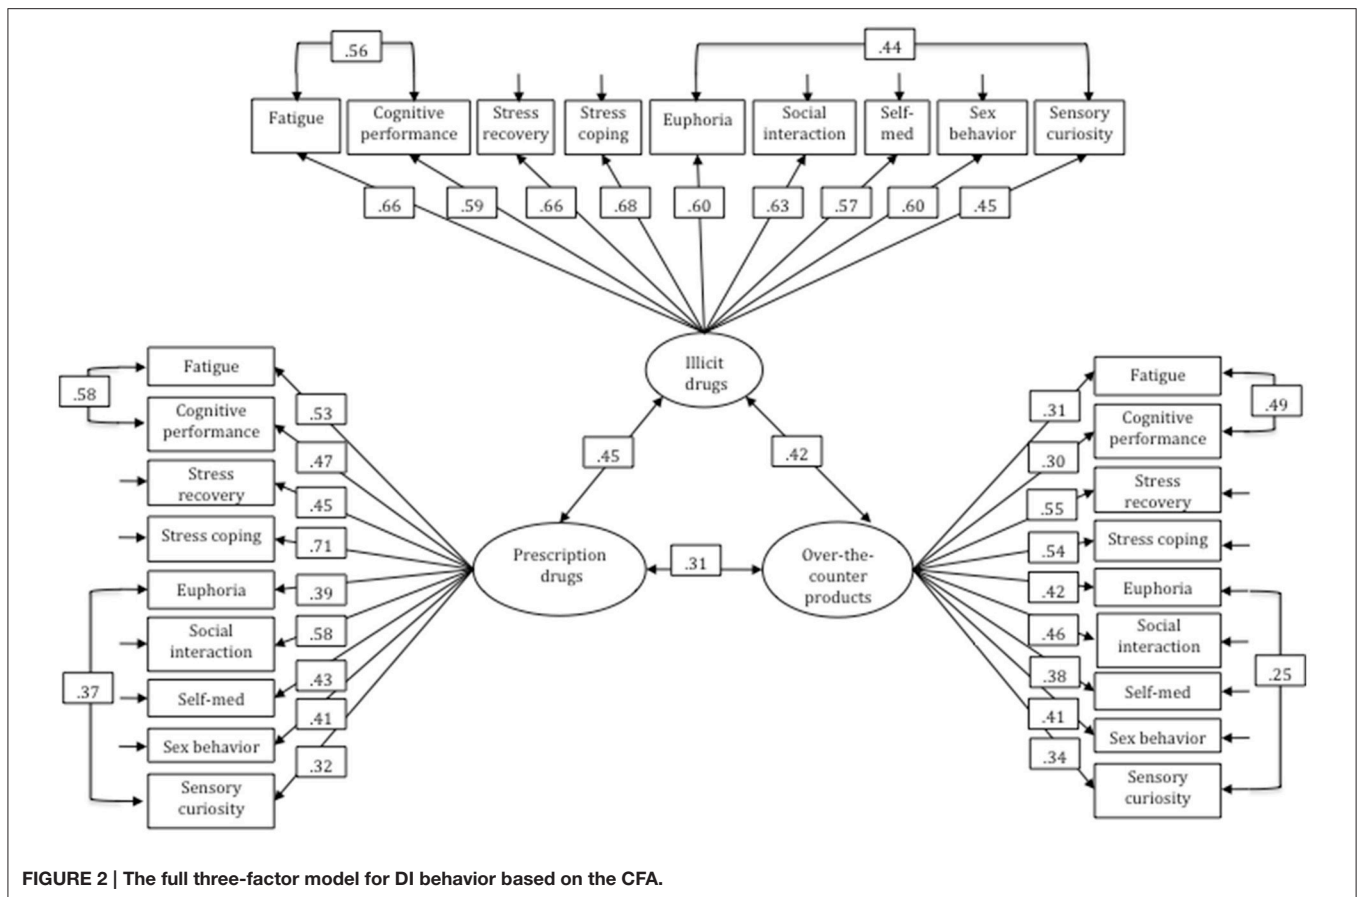 .56
.44
Fatigue
Cognitive
performance
Stress
recovery
Stress
coping
Euphoria
Social
interaction
Self-
med
Sex
behavior
Sensory
curiosity
.66
.59
.66
.68
.60
.63
.57
.60
.45
Illicit
drugs
.45
.42
Prescription
drugs
.31
Over-the-
counter
products
Fatigue
Cognitive
performance
Stress
recovery
Stress coping
Euphoria
Social
interaction
Self-med
Sex behavior
Sensory
curiosity
.58
.37
.53
.47
.45
.71
.39
.58
.43
.41
.32
.31
.30
.55
.54
.42
.46
.38
.41
.34
Fatigue
Cognitive
performance
Stress
recovery
Stress coping
Euphoria
Social
interaction
Self-med
Sex behavior
Sensory
curiosity
.49
.25
FIGURE 2 | The full three-factor model for DI behavior based on the CFA.